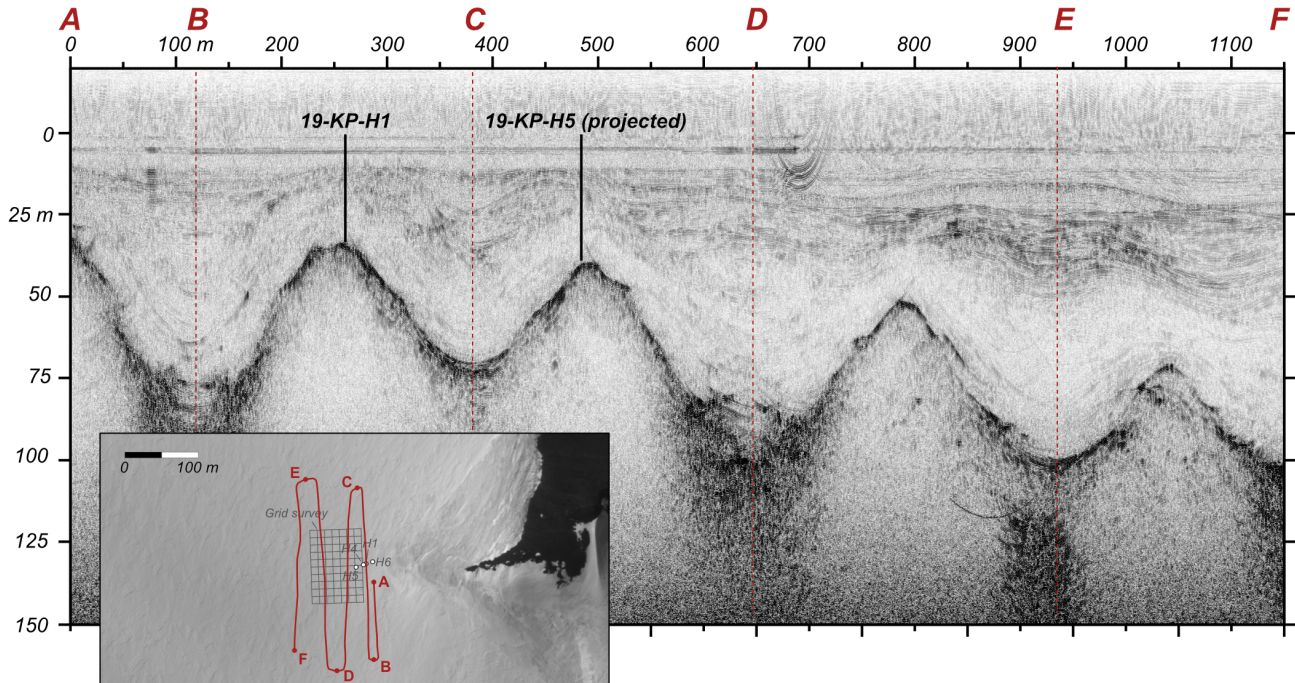 A B C D E F
0 100 m 200 300 400 500 600 700 800 900 1000 1100
19-KP-H1 19-KP-H5 (projected)
0
25 m
50
75
100
125
150
0 100 m
E C
Grid survey
H1
H4
H6
H5
A
F D B